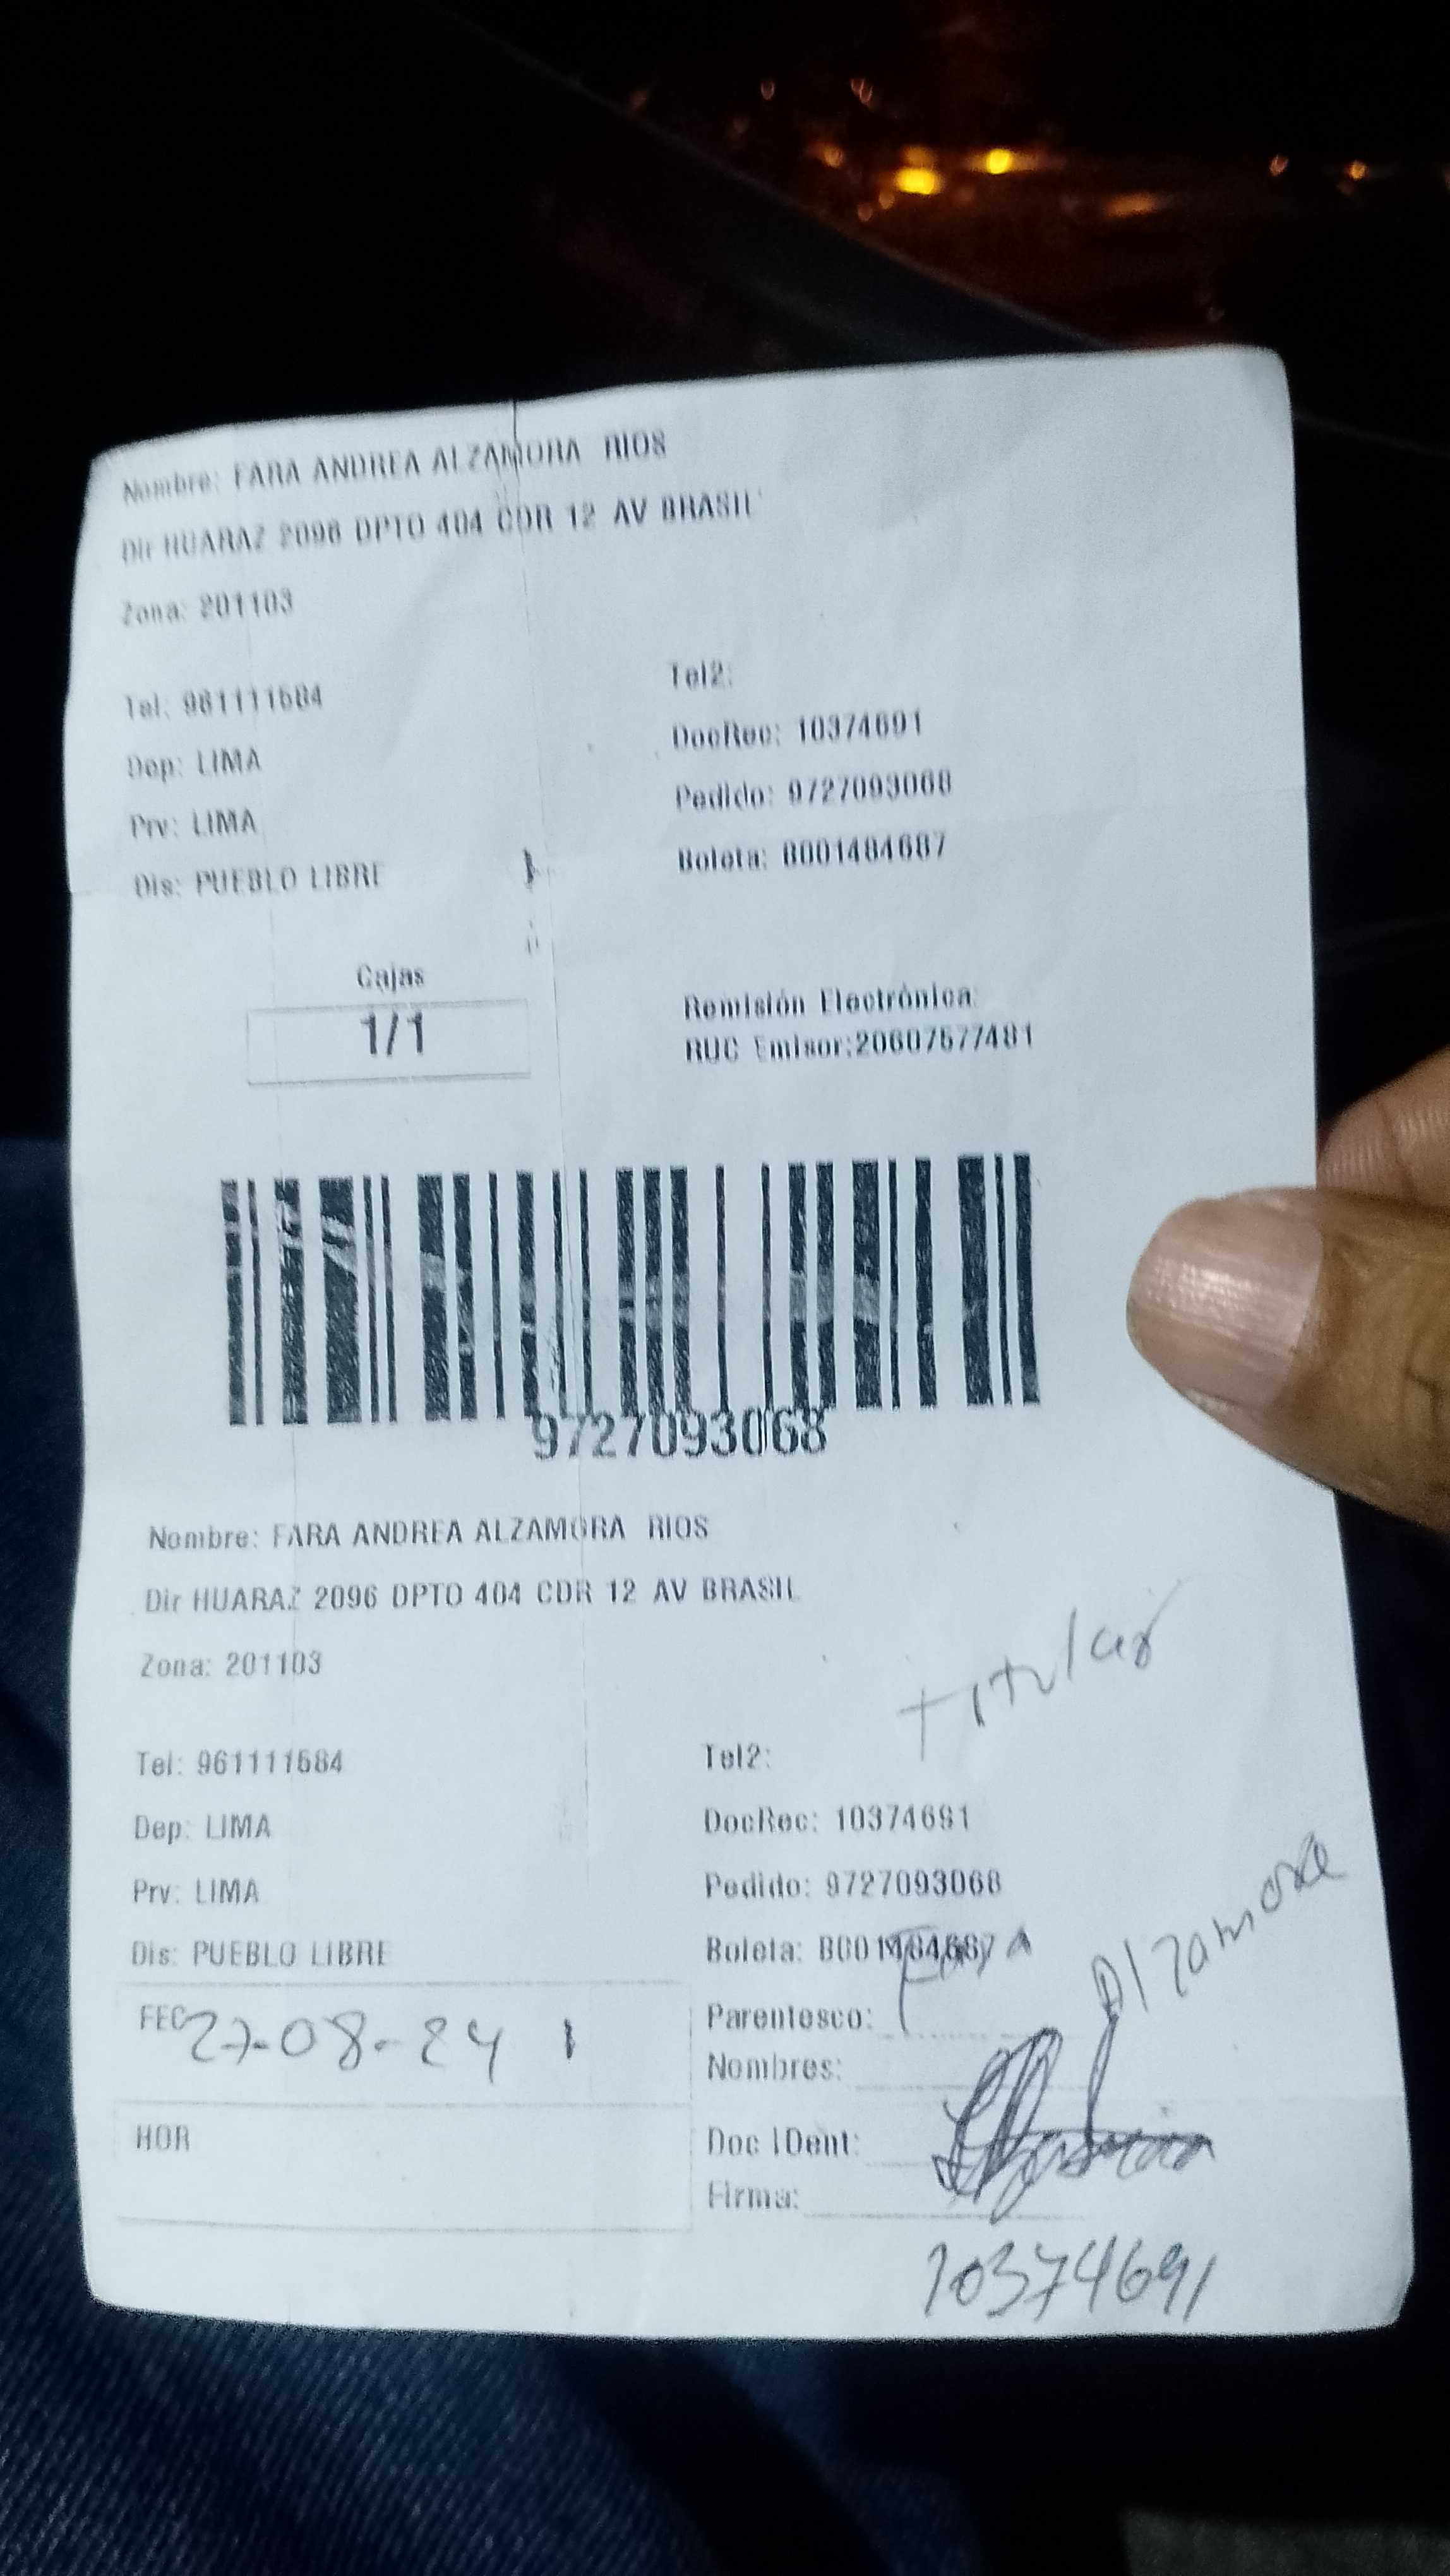 Nombre: FARA ANDREA ALZAMORA RIOS
Dir HUARAZ 2096 DPTO 404 CDR 12 AV BRASIL
Zona: 201103
Tel: 961111584
Tel2:
Dep: LIMA
DocRec: 10374691
Prv: LIMA
Pedido: 9727093068
Dis: PUEBLO LIBRE
Boleta: B001484687
Cajas
1/1
Remisión Electrónica:
RUC Emisor:20607577481
9727093068
Nombre: FARA ANDREA ALZAMORA RIOS
Dir HUARAZ 2096 DPTO 404 CDR 12 AV BRASIL
Zona: 201103
titular
Tel: 961111584
Tel2:
Dep: LIMA
DocRec: 10374691
Prv: LIMA
Pedido: 9727093068
Dis: PUEBLO LIBRE
Boleta: B001484687
Fara Alzamora
FEC 27-08-24
Parentesco:
Nombres:
HOR
Doc IDent:
Firma:
10374691